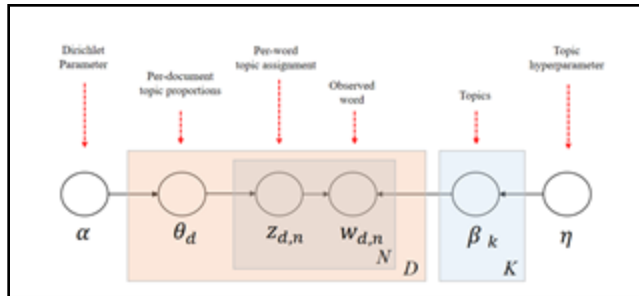 Dirichlet
Parameter
Per-document
topic proportions
Per-word
topic assignment
Observed
word
Topics
Topic
hyperparameter
α
θd
zd,n
wd,n
N
D
βk
K
η